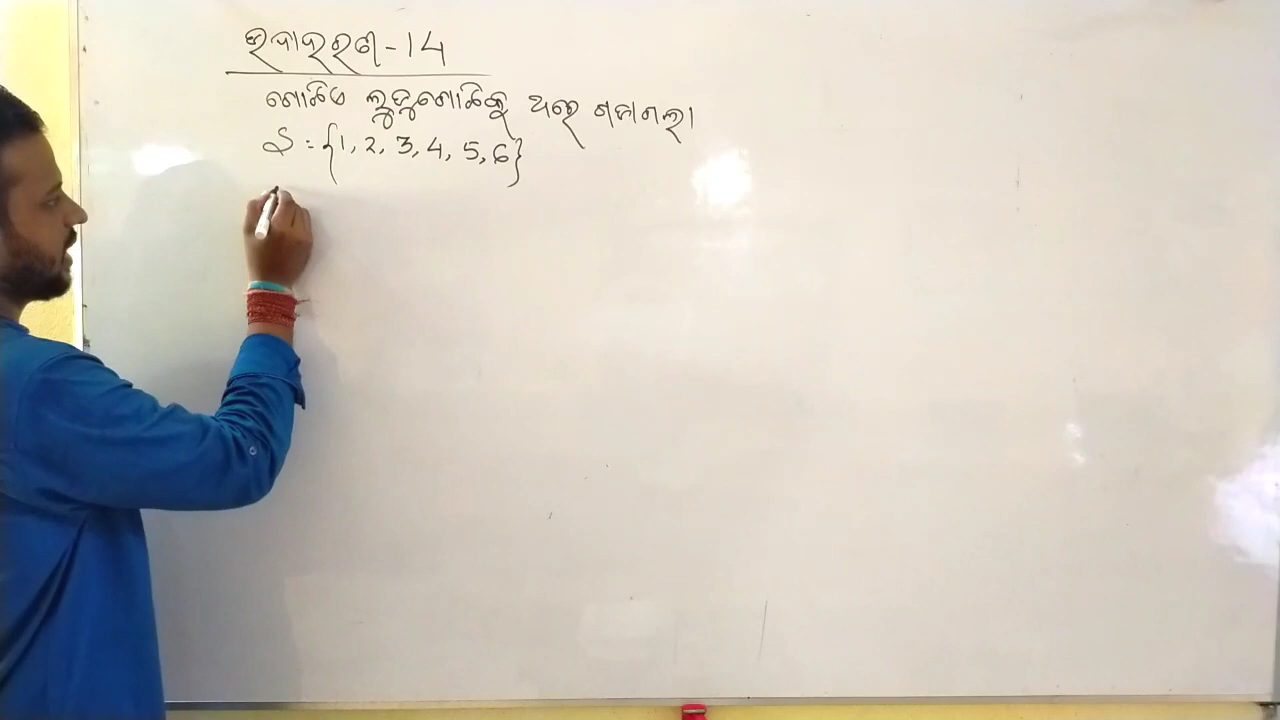 ଉଦାହରଣ-14
ଗୋଟିଏ ଲୁଡୁଗୋଟିକୁ ଥରେ ଗଡାଗଲା
S = {1, 2, 3, 4, 5, 6}